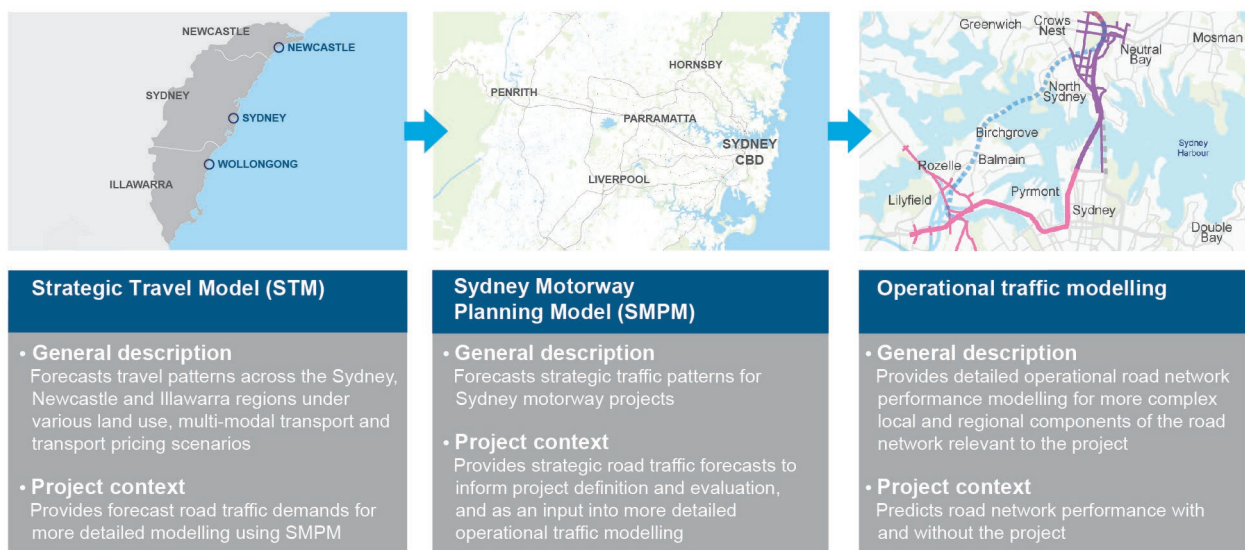 NEWCASTLE
NEWCASTLE
SYDNEY
SYDNEY
WOLLONGONG
ILLAWARRA
HORNSBY
PENRITH
PARRAMATTA
SYDNEY
CBD
LIVERPOOL
Greenwich
Crows
Nest
Mosman
Neutral
Bay
North
Sydney
Birchgrove
Sydney
Harbour
Rozelle
Balmain
Lilyfield
Pyrmont
Sydney
Double
Bay
Strategic Travel Model (STM)
• General description
Forecasts travel patterns across the Sydney,
Newcastle and Illawarra regions under
various land use, multi-modal transport and
transport pricing scenarios
• Project context
Provides forecast road traffic demands for
more detailed modelling using SMPM
Sydney Motorway
Planning Model (SMPM)
• General description
Forecasts strategic traffic patterns for
Sydney motorway projects
• Project context
Provides strategic road traffic forecasts to
inform project definition and evaluation,
and as an input into more detailed
operational traffic modelling
Operational traffic modelling
• General description
Provides detailed operational road network
performance modelling for more complex
local and regional components of the road
network relevant to the project
• Project context
Predicts road network performance with
and without the project